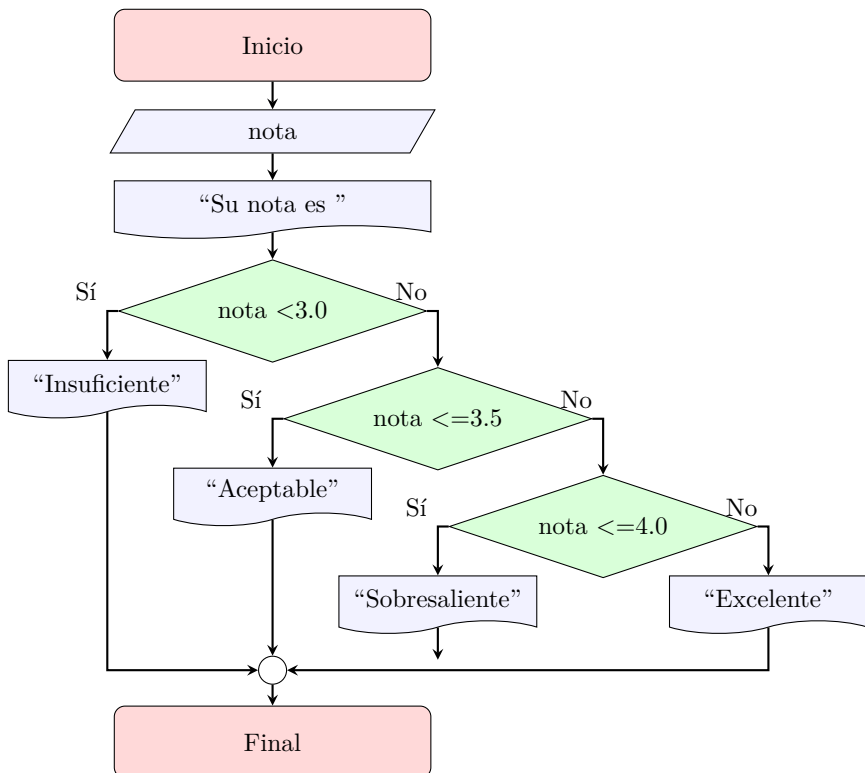 Inicio
nota
“Su nota es ”
Sí
No
nota <3.0
“Insuficiente”
Sí
No
nota <=3.5
“Aceptable”
Sí
No
nota <=4.0
“Sobresaliente”
“Excelente”
Final